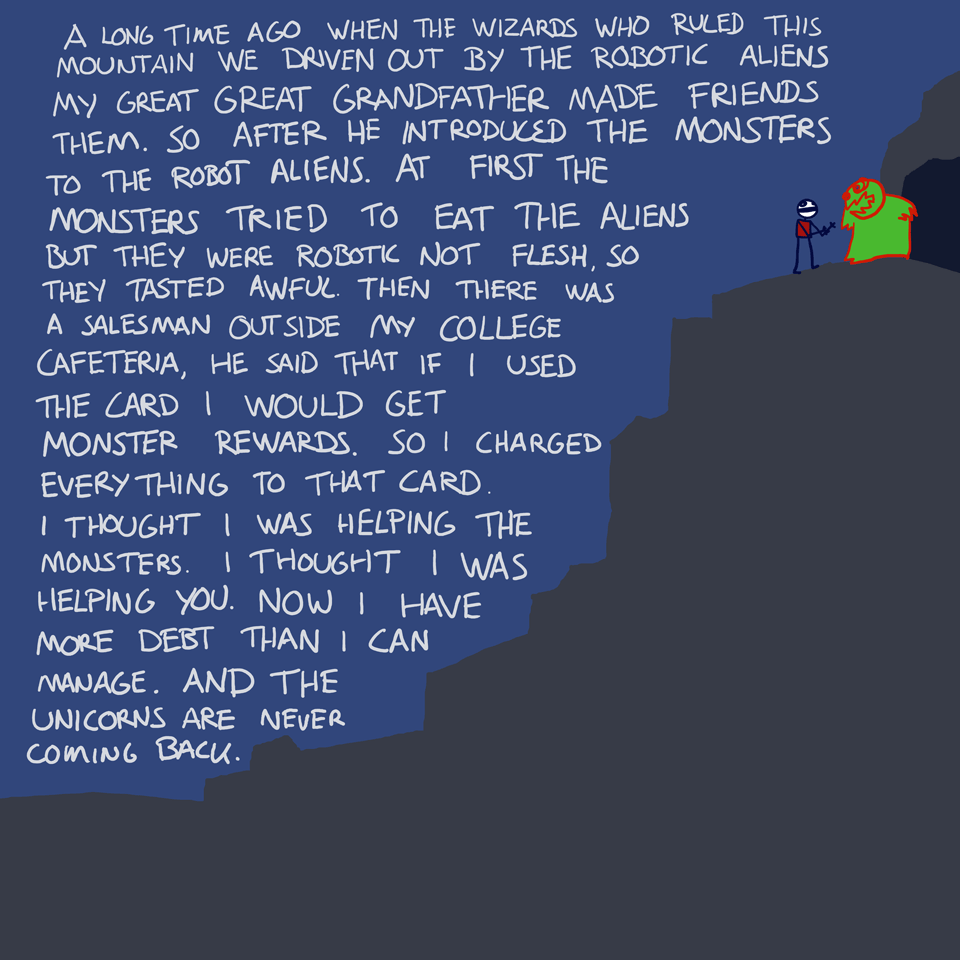 A LONG TIME AGO WHEN THE WIZARDS WHO RULED THIS
MOUNTAIN WE DRIVEN OUT BY THE ROBOTIC ALIENS
MY GREAT GREAT GRANDFATHER MADE FRIENDS
THEM. SO AFTER HE INTRODUCED THE MONSTERS
TO THE ROBOT ALIENS. AT FIRST THE
MONSTERS TRIED TO EAT THE ALIENS
BUT THEY WERE ROBOTIC NOT FLESH, SO
THEY TASTED AWFUL. THEN THERE WAS
A SALESMAN OUTSIDE MY COLLEGE
CAFETERIA, HE SAID THAT IF I USED
THE CARD I WOULD GET
MONSTER REWARDS. SO I CHARGED
EVERYTHING TO THAT CARD.
I THOUGHT I WAS HELPING THE
MONSTERS. I THOUGHT I WAS
HELPING YOU. NOW I HAVE
MORE DEBT THAN I CAN
MANAGE. AND THE
UNICORNS ARE NEVER
COMING BACK.